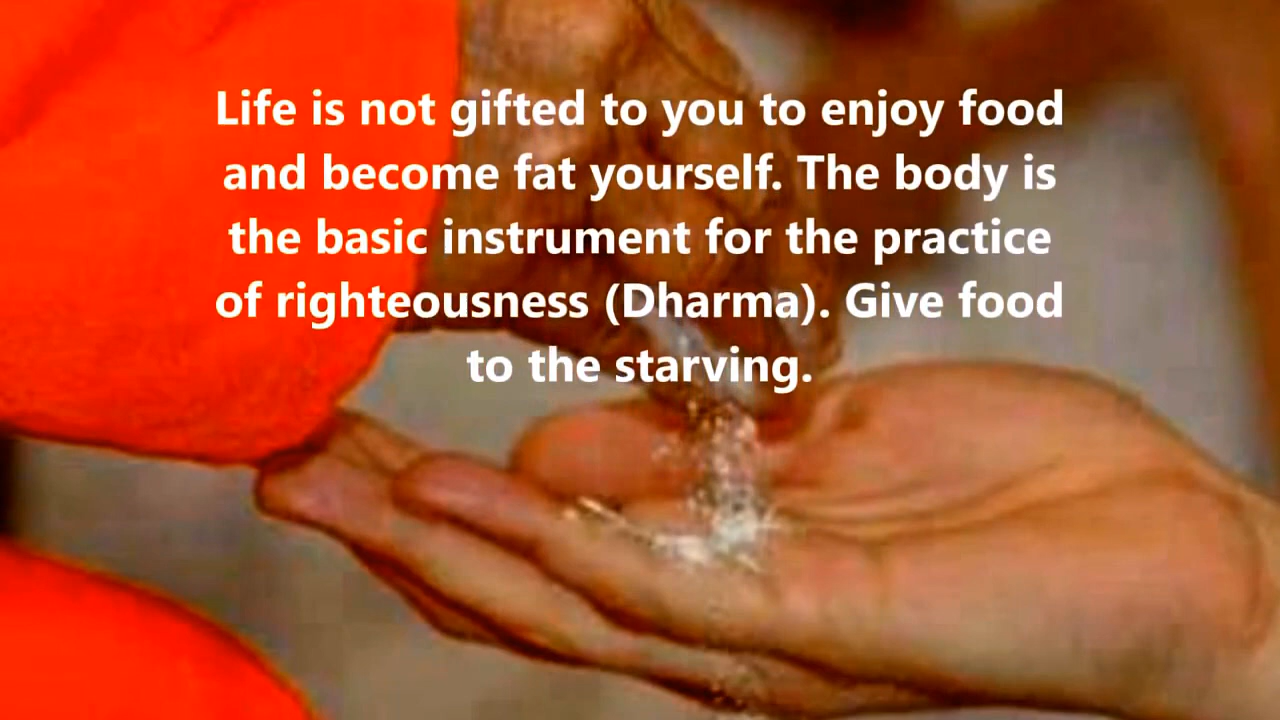 Life is not gifted to you to enjoy food
and become fat yourself. The body is
the basic instrument for the practice
of righteousness (Dharma). Give food
to the starving.